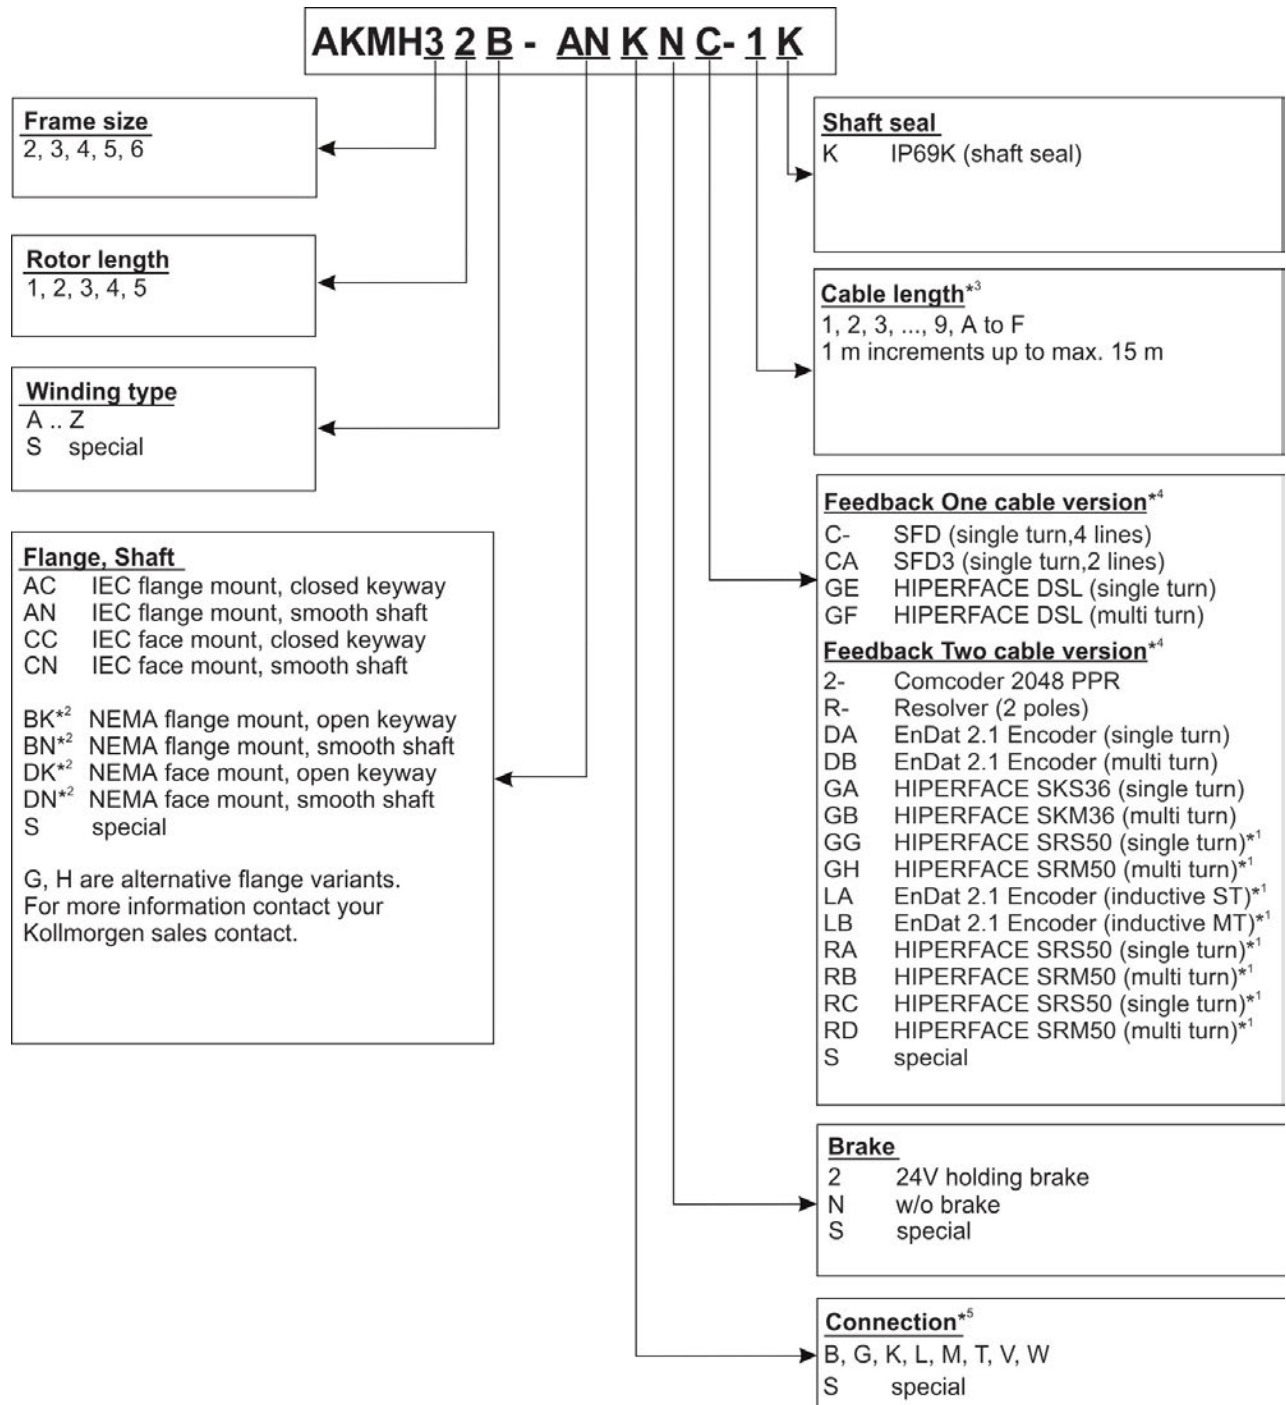 AKMH32B - AN K N C- 1 K
Frame size
2, 3, 4, 5, 6
Rotor length
1, 2, 3, 4, 5
Winding type
A .. Z
S special
Flange, Shaft
AC IEC flange mount, closed keyway
AN IEC flange mount, smooth shaft
CC IEC face mount, closed keyway
CN IEC face mount, smooth shaft
BK*2 NEMA flange mount, open keyway
BN*2 NEMA flange mount, smooth shaft
DK*2 NEMA face mount, open keyway
DN*2 NEMA face mount, smooth shaft
S special
G, H are alternative flange variants.
For more information contact your
Kollmorgen sales contact.
Shaft seal
K IP69K (shaft seal)
Cable length*3
1, 2, 3, ..., 9, A to F
1 m increments up to max. 15 m
Feedback One cable version*4
C- SFD (single turn,4 lines)
CA SFD3 (single turn,2 lines)
GE HIPERFACE DSL (single turn)
GF HIPERFACE DSL (multi turn)
Feedback Two cable version*4
2- Comcoder 2048 PPR
R- Resolver (2 poles)
DA EnDat 2.1 Encoder (single turn)
DB EnDat 2.1 Encoder (multi turn)
GA HIPERFACE SKS36 (single turn)
GB HIPERFACE SKM36 (multi turn)
GG HIPERFACE SRS50 (single turn)*1
GH HIPERFACE SRM50 (multi turn)*1
LA EnDat 2.1 Encoder (inductive ST)*1
LB EnDat 2.1 Encoder (inductive MT)*1
RA HIPERFACE SRS50 (single turn)*1
RB HIPERFACE SRM50 (multi turn)*1
RC HIPERFACE SRS50 (single turn)*1
RD HIPERFACE SRM50 (multi turn)*1
S special
Brake
2 24V holding brake
N w/o brake
S special
Connection*5
B, G, K, L, M, T, V, W
S special